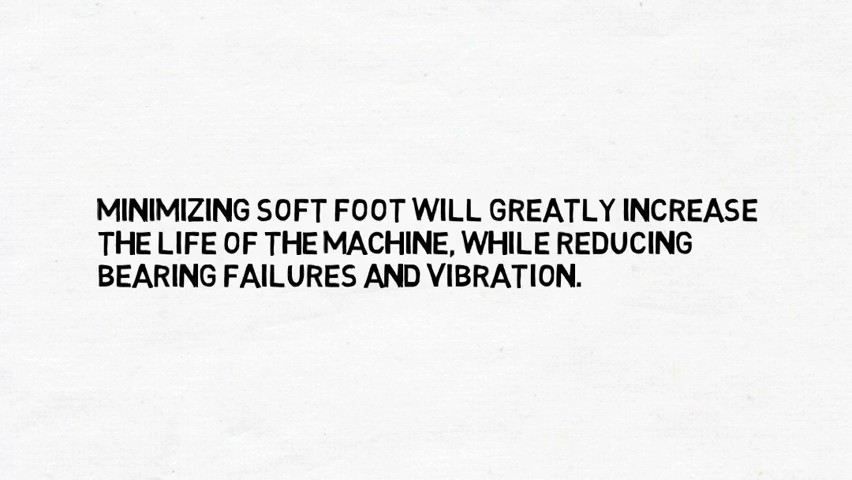 MINIMIZING SOFT FOOT WILL GREATLY INCREASE
THE LIFE OF THE MACHINE, WHILE REDUCING
BEARING FAILURES AND VIBRATION.